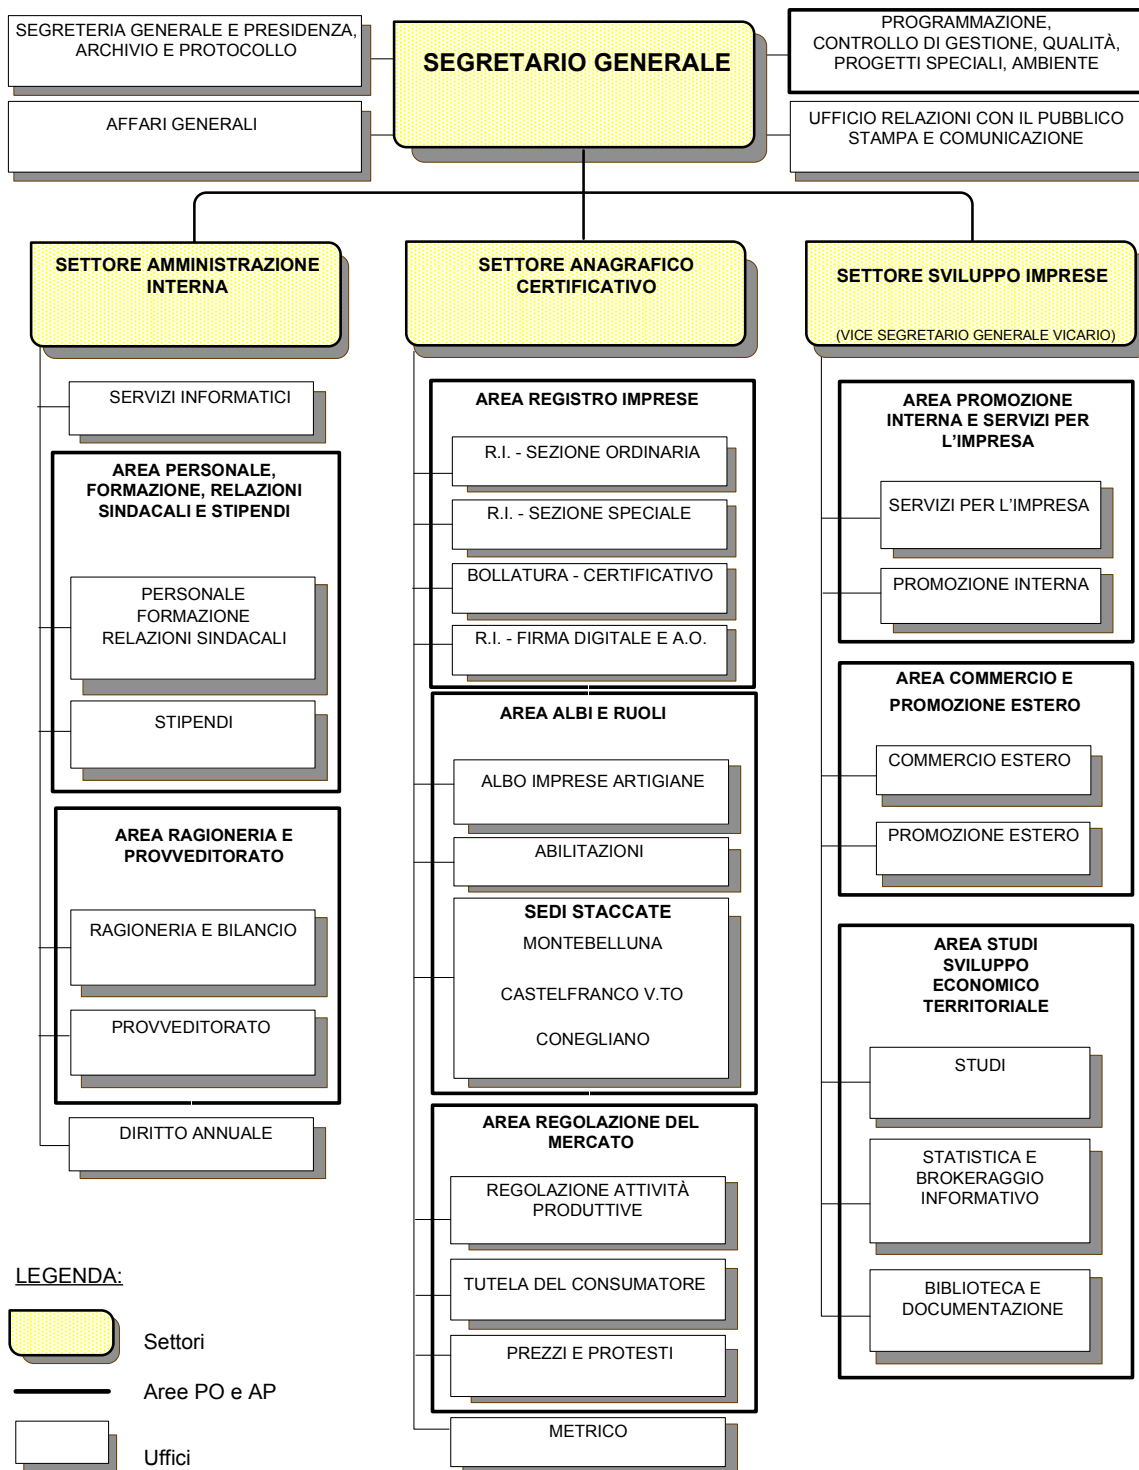 SEGRETERIA GENERALE E PRESIDENZA,
ARCHIVIO E PROTOCOLLO
AFFARI GENERALI
SEGRETARIO GENERALE
PROGRAMMAZIONE,
CONTROLLO DI GESTIONE, QUALITÀ,
PROGETTI SPECIALI, AMBIENTE
UFFICIO RELAZIONI CON IL PUBBLICO
STAMPA E COMUNICAZIONE
SETTORE AMMINISTRAZIONE
INTERNA
SERVIZI INFORMATICI
AREA PERSONALE,
FORMAZIONE, RELAZIONI
SINDACALI E STIPENDI
PERSONALE
FORMAZIONE
RELAZIONI SINDACALI
STIPENDI
AREA RAGIONERIA E
PROVVEDITORATO
RAGIONERIA E BILANCIO
PROVVEDITORATO
DIRITTO ANNUALE
SETTORE ANAGRAFICO
CERTIFICATIVO
AREA REGISTRO IMPRESE
R.I. - SEZIONE ORDINARIA
R.I. - SEZIONE SPECIALE
BOLLATURA - CERTIFICATIVO
R.I. - FIRMA DIGITALE E A.O.
AREA ALBI E RUOLI
ALBO IMPRESE ARTIGIANE
ABILITAZIONI
SEDI STACCATE
MONTEBELLUNA
CASTELFRANCO V.TO
CONEGLIANO
AREA REGOLAZIONE DEL
MERCATO
REGOLAZIONE ATTIVITÀ
PRODUTTIVE
TUTELA DEL CONSUMATORE
PREZZI E PROTESTI
METRICO
SETTORE SVILUPPO IMPRESE
(VICE SEGRETARIO GENERALE VICARIO)
AREA PROMOZIONE
INTERNA E SERVIZI PER
L'IMPRESA
SERVIZI PER L'IMPRESA
PROMOZIONE INTERNA
AREA COMMERCIO E
PROMOZIONE ESTERO
COMMERCIO ESTERO
PROMOZIONE ESTERO
AREA STUDI
SVILUPPO
ECONOMICO
TERRITORIALE
STUDI
STATISTICA E
BROKERAGGIO
INFORMATIVO
BIBLIOTECA E
DOCUMENTAZIONE
LEGENDA:
Settori
Aree PO e AP
Uffici